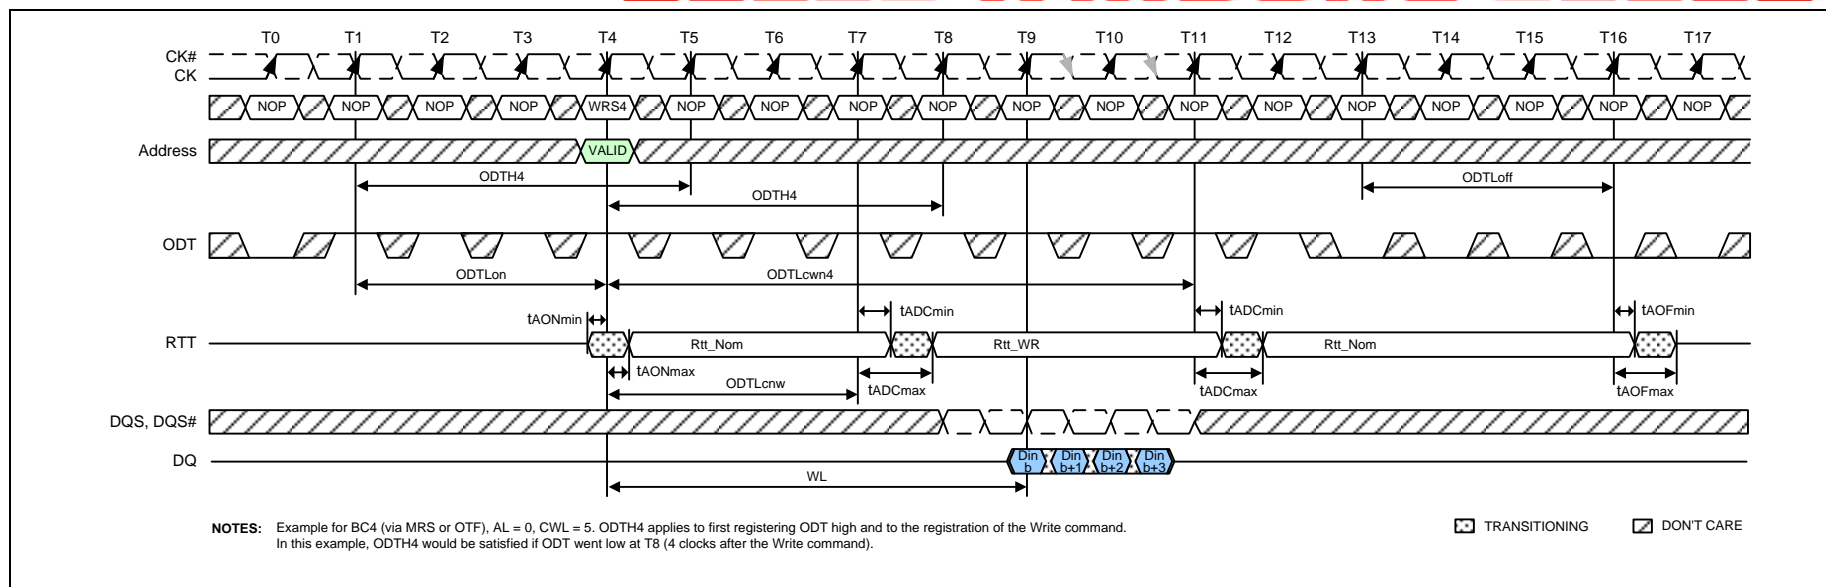 T0 T1 T2 T3 T4 T5 T6 T7 T8 T9 T10 T11 T12 T13 T14 T15 T16 T17
CK#
CK
NOP NOP NOP NOP WRS4 NOP NOP NOP NOP NOP NOP NOP NOP NOP NOP NOP NOP NOP
Address
VALID
ODTH4
ODTLoff
ODTH4
ODT
ODTLon
ODTLcwn4
tAONmin
tADCmin
tADCmin
tAOFmin
RTT
Rtt_Nom
Rtt_WR
Rtt_Nom
tAONmax
ODTLcnw
tADCmax
tADCmax
tAOFmax
DQS, DQS#
DQ
Din b
Din b+1
Din b+2
Din b+3
WL
NOTES: Example for BC4 (via MRS or OTF), AL = 0, CWL = 5. ODTH4 applies to first registering ODT high and to the registration of the Write command.
In this example, ODTH4 would be satisfied if ODT went low at T8 (4 clocks after the Write command).
TRANSITIONING
DON'T CARE